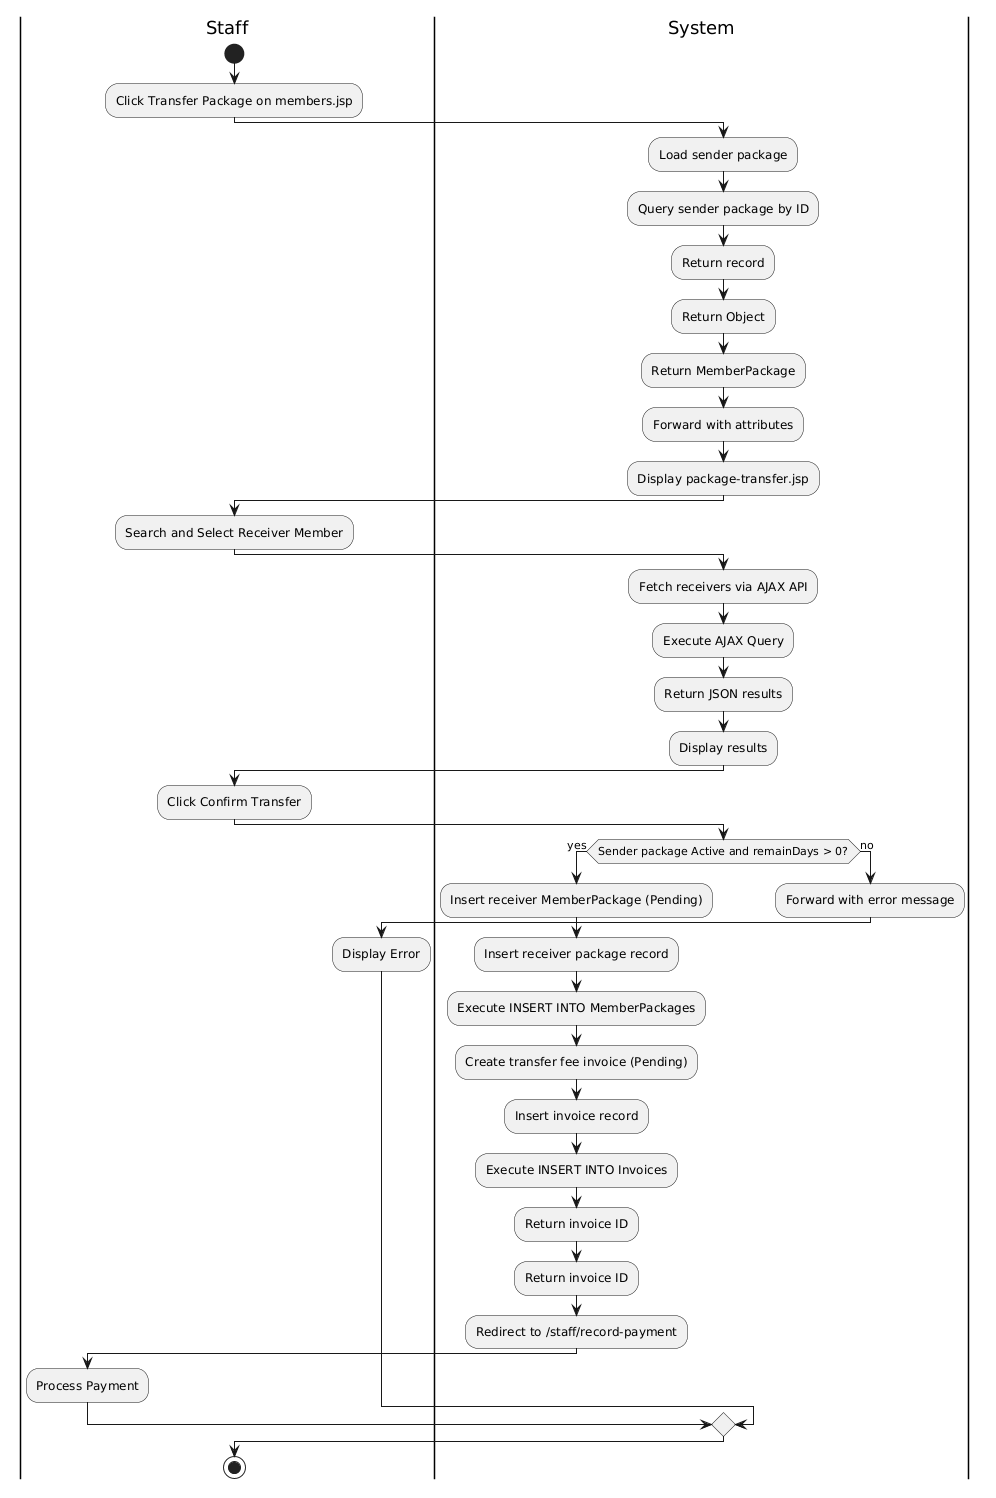 Staff
System
Click Transfer Package on members.jsp
Load sender package
Query sender package by ID
Return record
Return Object
Return MemberPackage
Forward with attributes
Display package-transfer.jsp
Search and Select Receiver Member
Fetch receivers via AJAX API
Execute AJAX Query
Return JSON results
Display results
Click Confirm Transfer
yes
Sender package Active and remainDays > 0?
no
Insert receiver MemberPackage (Pending)
Forward with error message
Display Error
Insert receiver package record
Execute INSERT INTO MemberPackages
Create transfer fee invoice (Pending)
Insert invoice record
Execute INSERT INTO Invoices
Return invoice ID
Return invoice ID
Redirect to /staff/record-payment
Process Payment